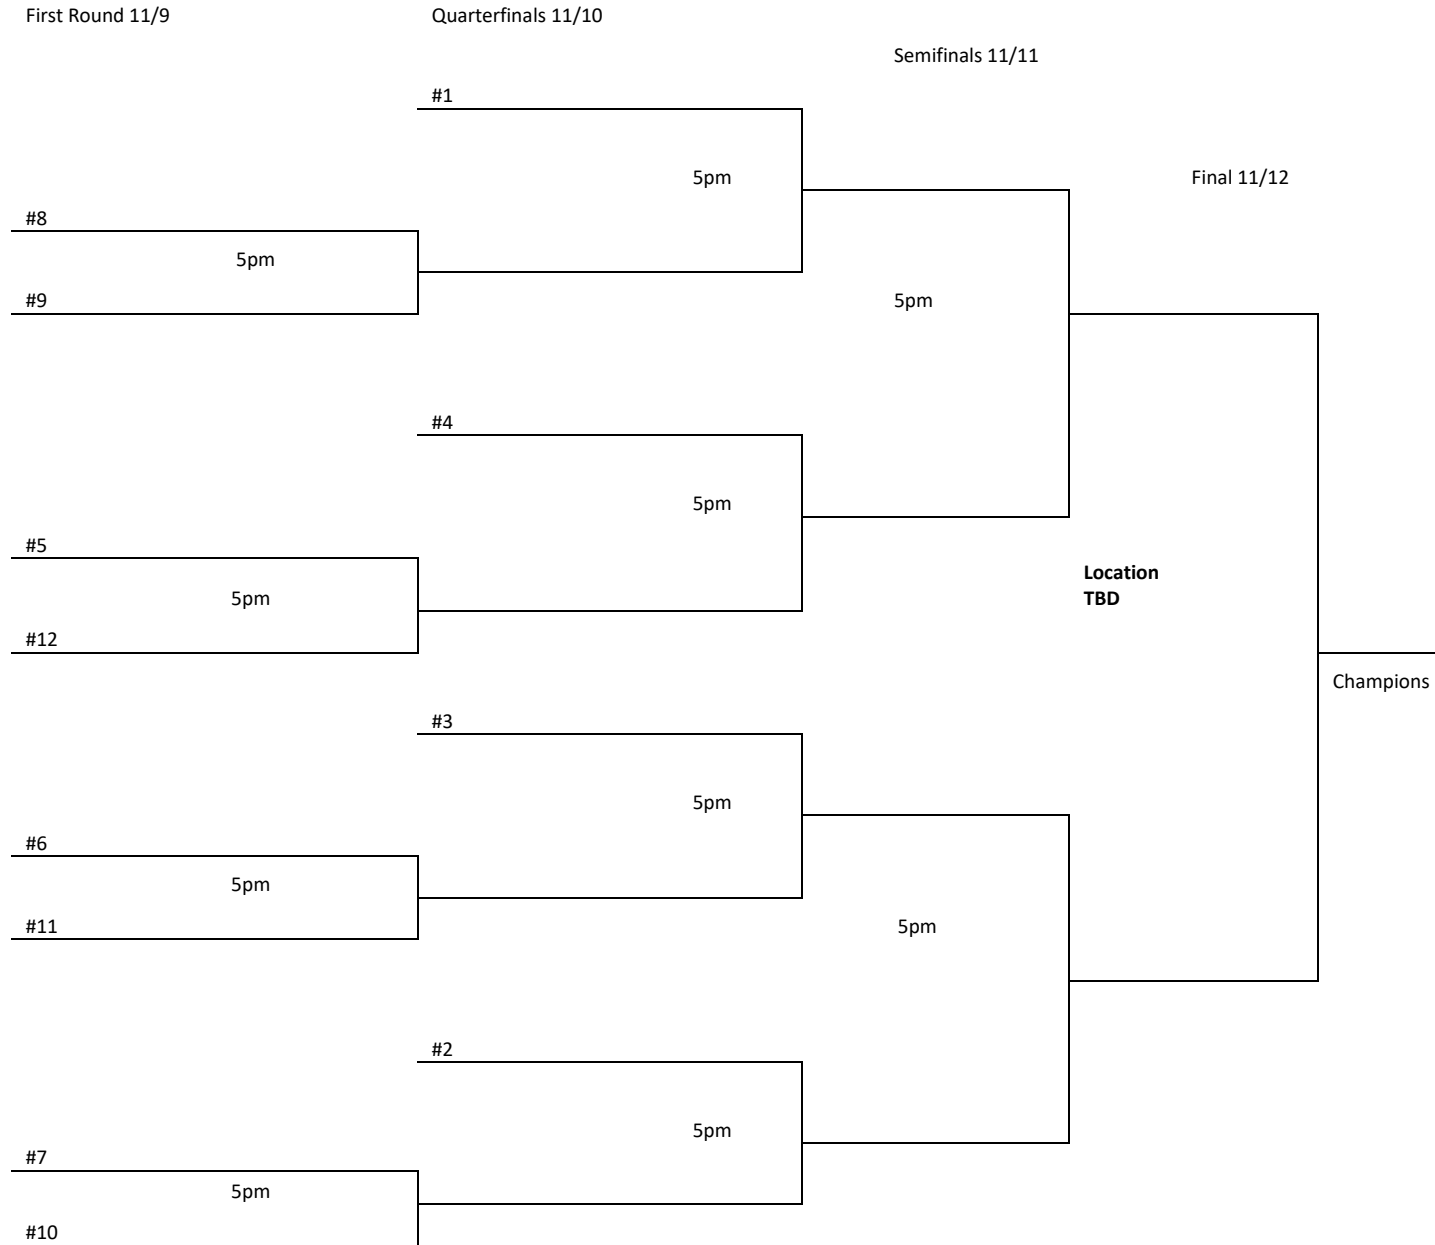 First Round 11/9
Quarterfinals 11/10
Semifinals 11/11
#1
5pm
Final 11/12
#8
5pm
#9
5pm
#4
5pm
#5
Location
TBD
5pm
#12
Champions
#3
5pm
#6
5pm
#11
5pm
#2
5pm
#7
5pm
#10